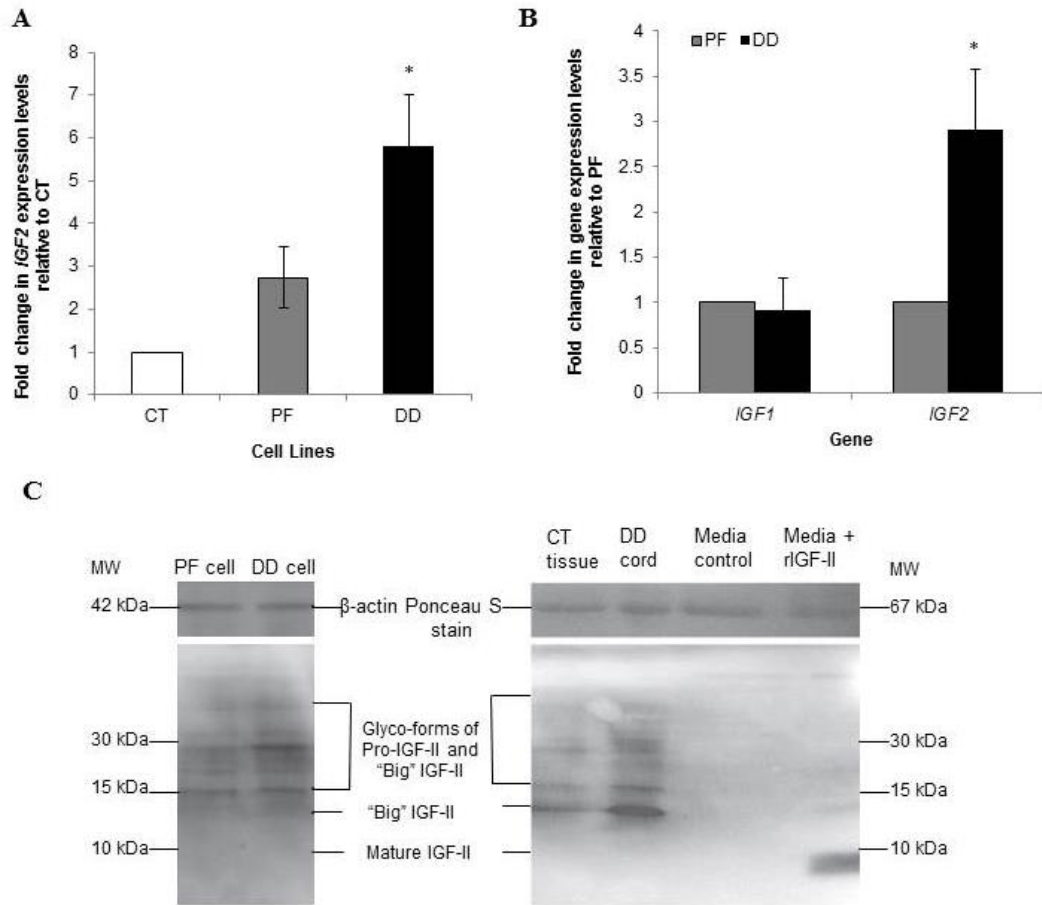 A
Fold change in IGF2 expression levels
relative to CT
8
7
6
5
4
3
2
1
0
*
CT PF DD
Cell Lines
B
Fold change in gene expression levels
relative to PF
4
3.5
3
2.5
2
1.5
1
0.5
0
PF DD
*
IGF1 IGF2
Gene
C
MW
PF cell DD cell
42 kDa
30 kDa
15 kDa
10 kDa
β-actin Ponceau S
stain
Glyco-forms of
Pro-IGF-II and
“Big” IGF-II
“Big” IGF-II
Mature IGF-II
CT
tissue
DD
cord
Media
control
Media +
rIGF-II
MW
67 kDa
30 kDa
15 kDa
10 kDa